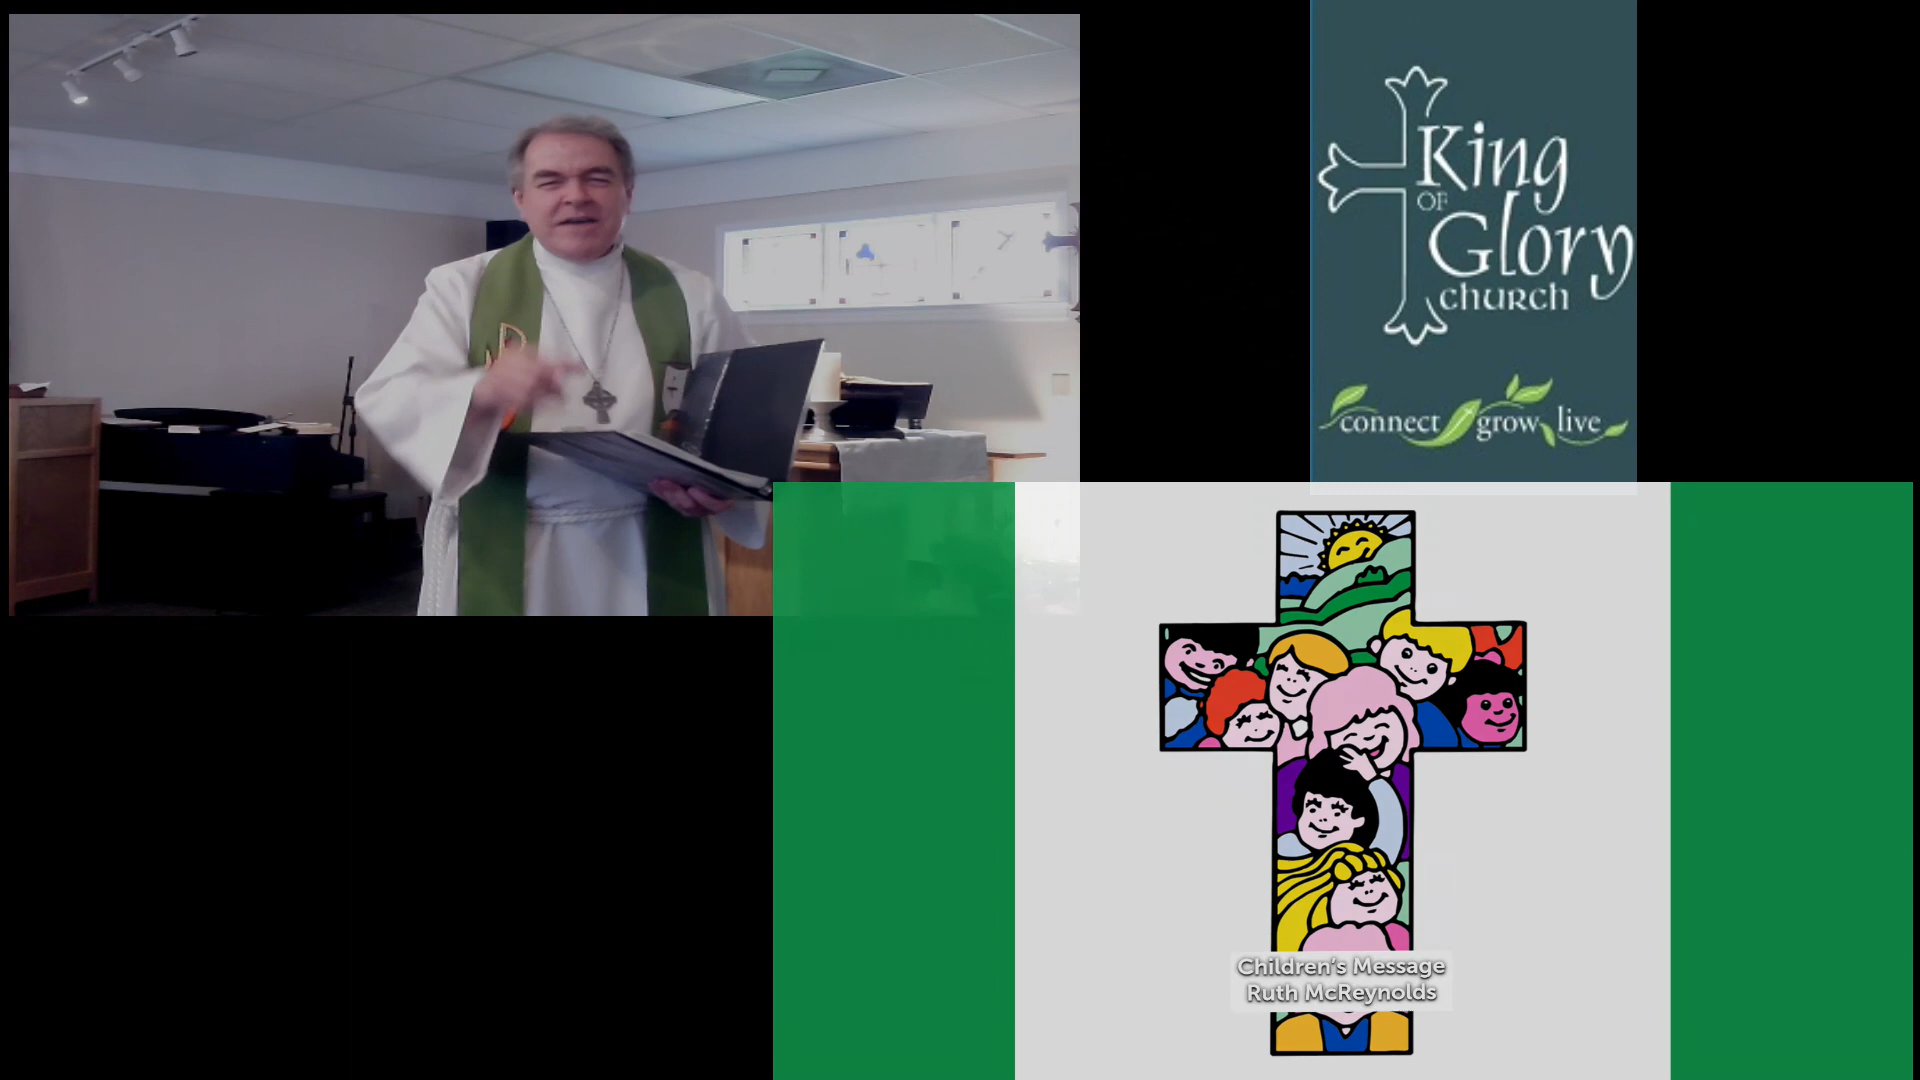 King
OF
Glory
church
connect grow live
Children's Message
Ruth McReynolds